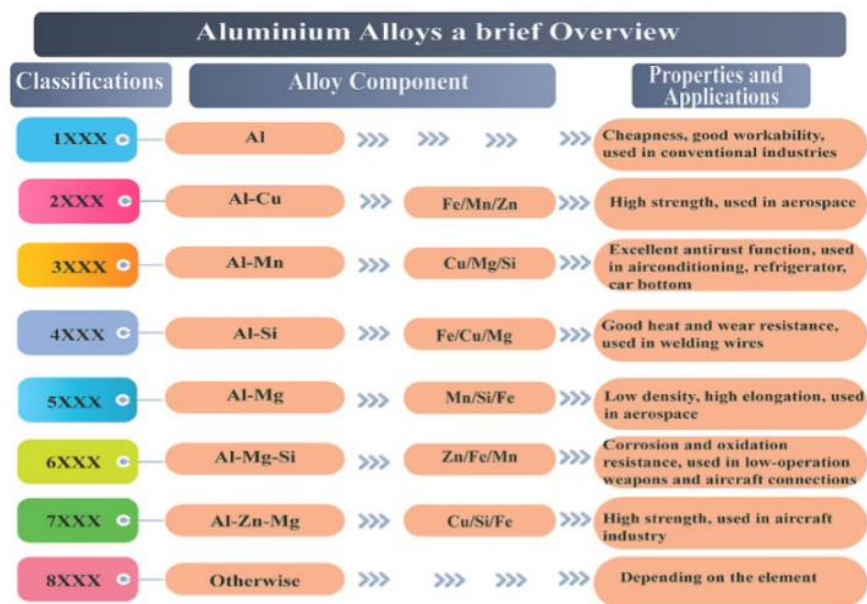 Aluminium Alloys a brief Overview
Classifications
Alloy Component
Properties and
Applications
1XXX
Al
Cheapness, good workability,
used in conventional industries
2XXX
Al-Cu
Fe/Mn/Zn
High strength, used in aerospace
3XXX
Al-Mn
Cu/Mg/Si
Excellent antirust function, used
in airconditioning, refrigerator,
car bottom
4XXX
Al-Si
Fe/Cu/Mg
Good heat and wear resistance,
used in welding wires
5XXX
Al-Mg
Mn/Si/Fe
Low density, high elongation, used
in aerospace
6XXX
Al-Mg-Si
Zn/Fe/Mn
Corrosion and oxidation
resistance, used in low-operation
weapons and aircraft connections
7XXX
Al-Zn-Mg
Cu/Si/Fe
High strength, used in aircraft
industry
8XXX
Otherwise
Depending on the element